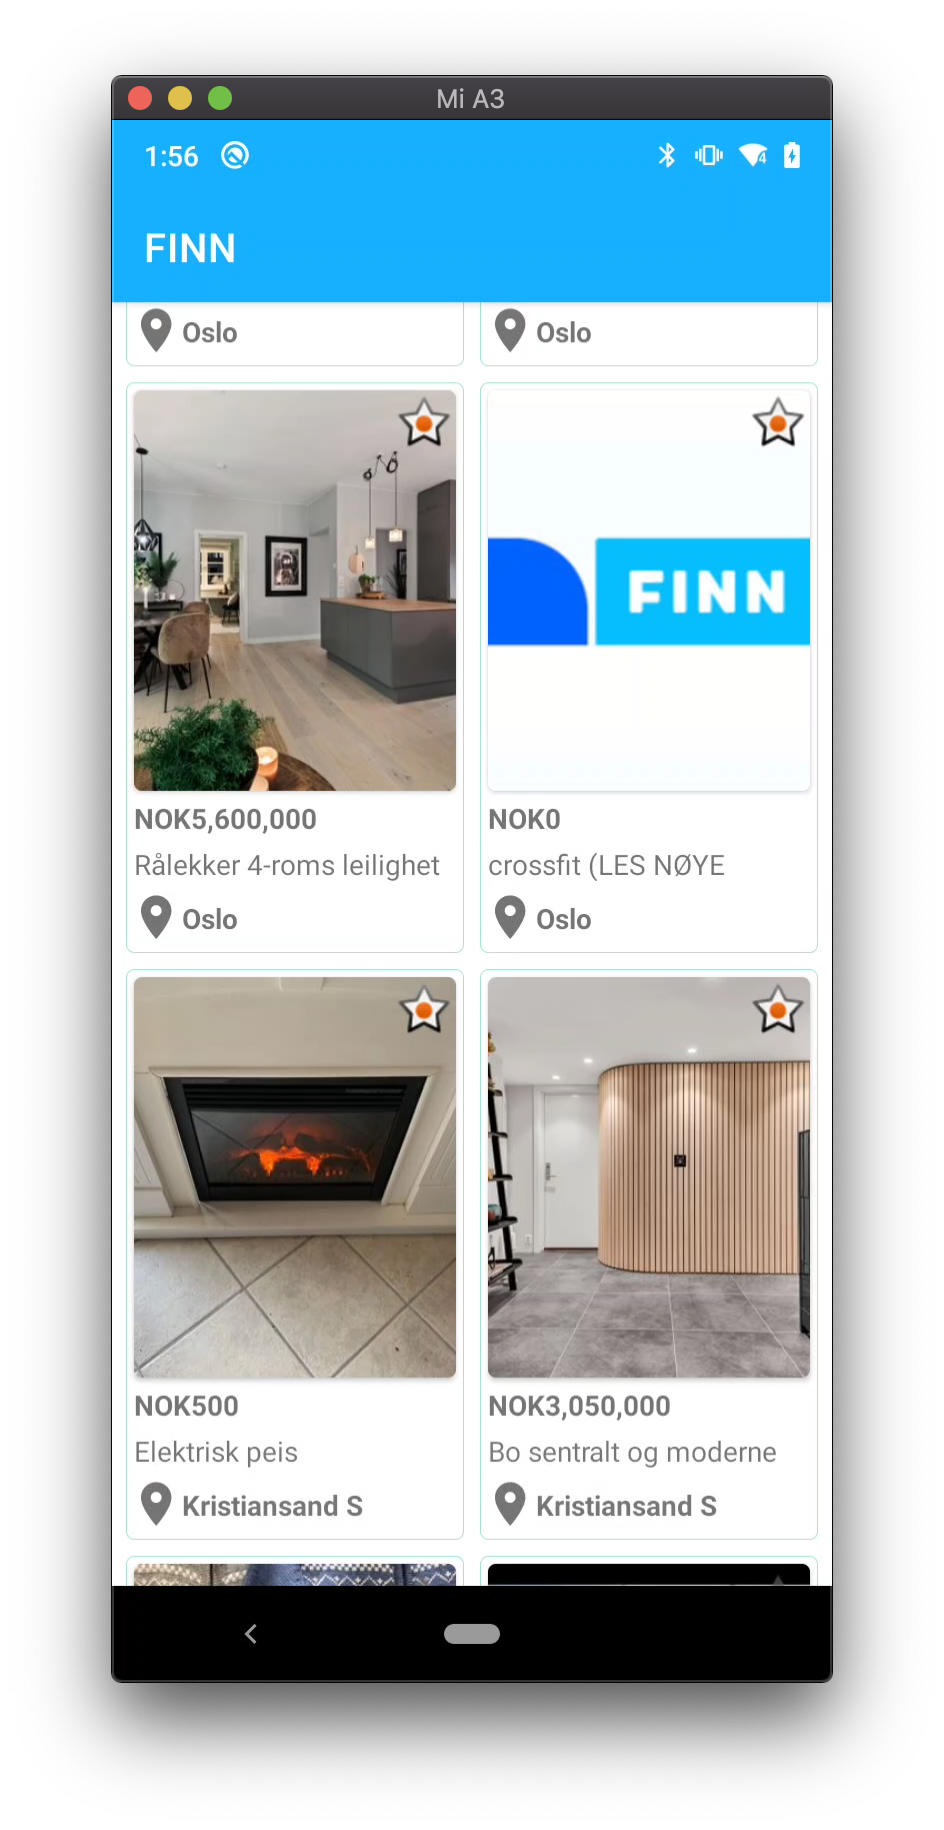 Mi A3
1:56
4
FINN
Oslo
Oslo
FINN
NOK5,600,000
NOK0
Rålekker 4-roms leilighet
crossfit (LES NØYE
Oslo
Oslo
NOK500
NOK3,050,000
Elektrisk peis
Bo sentralt og moderne
Kristiansand S
Kristiansand S